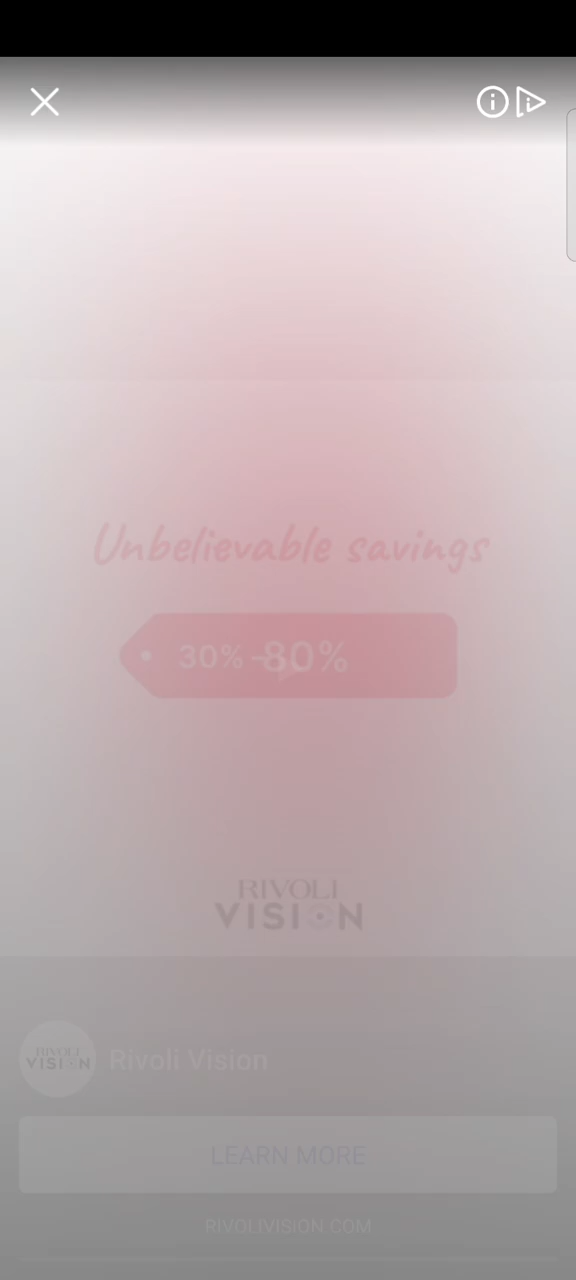 Unbelievable savings
30% - 80%
RIVOLI
VISION
RIVOLI
VISION
Rivoli Vision
LEARN MORE
RIVOLIVISION.COM